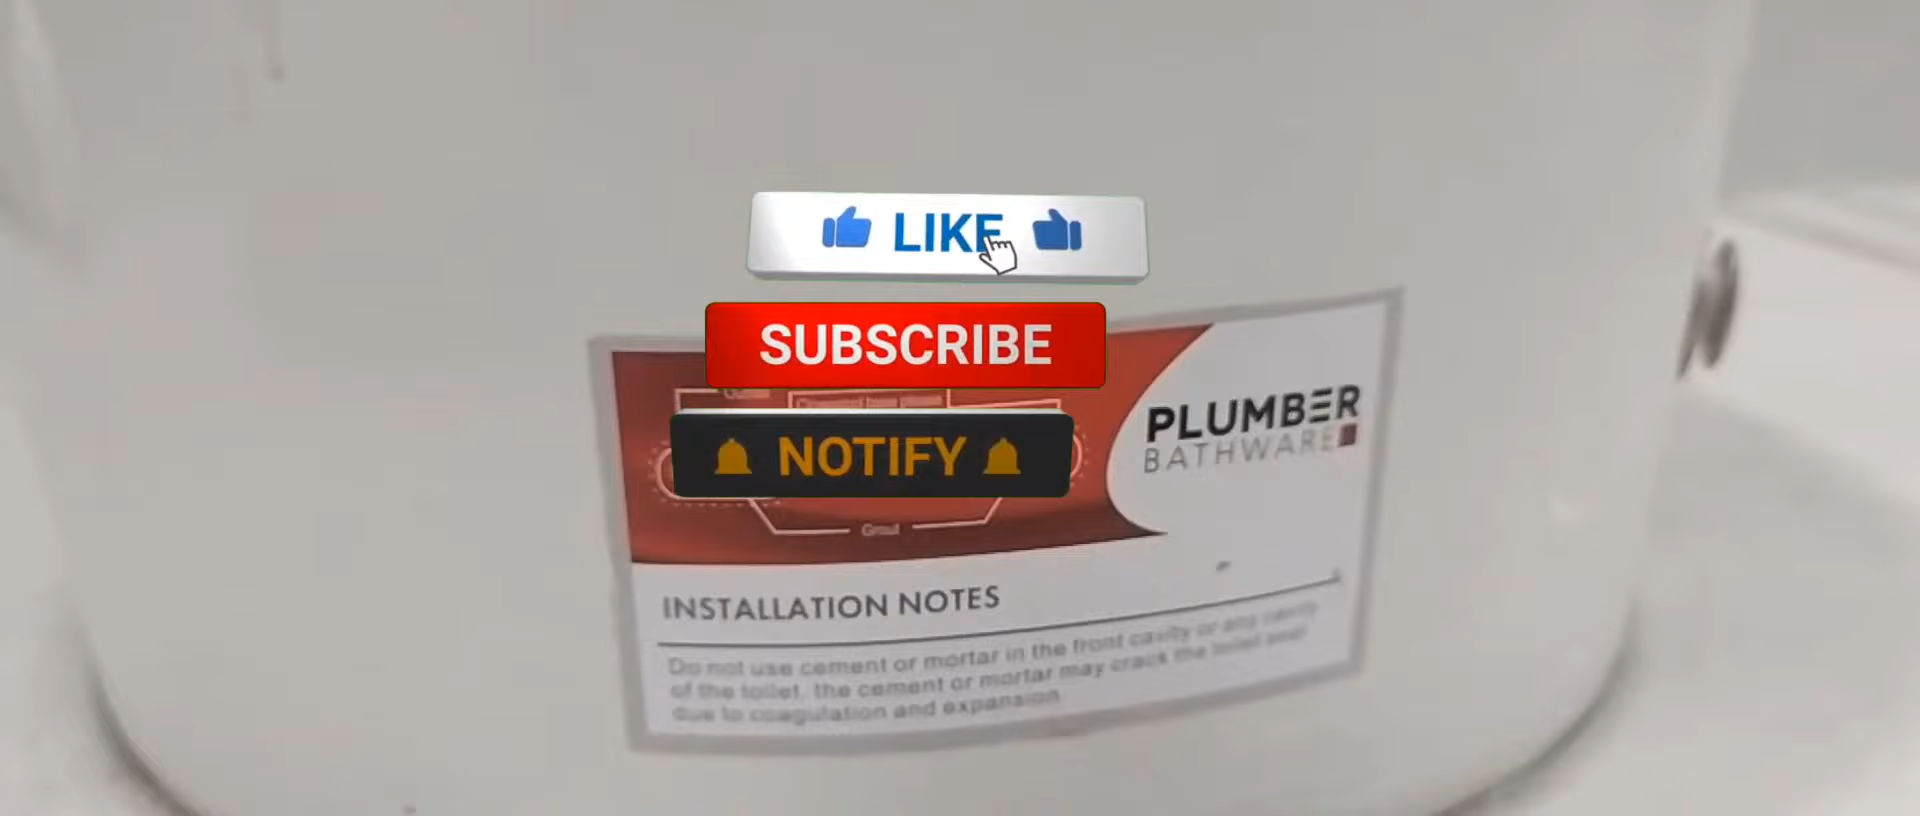 LIKE
SUBSCRIBE
NOTIFY
PLUMBER
BATHWARE
Grout
INSTALLATION NOTES
Do not use cement or mortar in the front cavity or any cavity
of the toilet. the cement or mortar may crack the toilet seat
due to coagulation and expansion